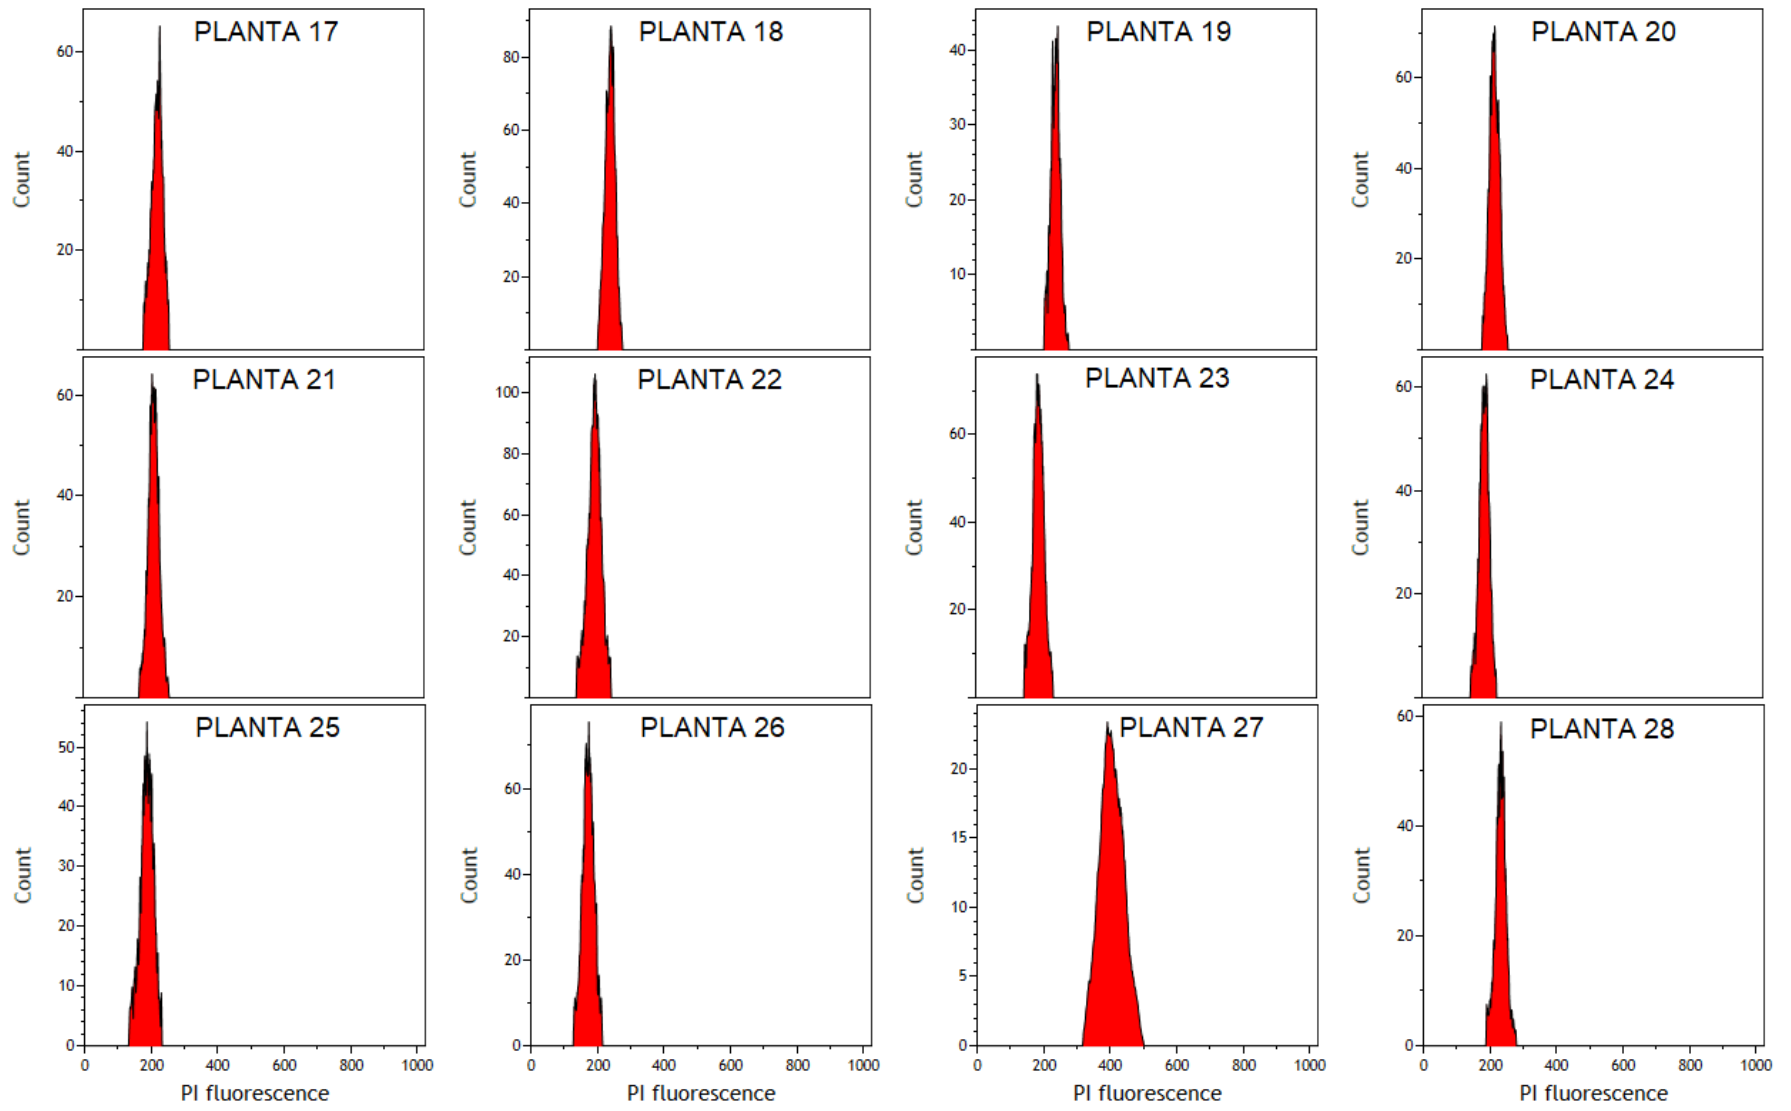 PLANTA 17
60
40
20
Count
PLANTA 18
80
60
40
20
Count
PLANTA 19
40
30
20
10
Count
PLANTA 20
60
40
20
Count
PLANTA 21
60
40
20
Count
PLANTA 22
100
80
60
40
20
Count
PLANTA 23
60
40
20
Count
PLANTA 24
60
40
20
Count
PLANTA 25
50
40
30
20
10
0
Count
0 200 400 600 800 1000
PI fluorescence
PLANTA 26
60
40
20
0
Count
0 200 400 600 800 1000
PI fluorescence
PLANTA 27
20
15
10
5
0
Count
0 200 400 600 800 1000
PI fluorescence
PLANTA 28
60
40
20
0
Count
0 200 400 600 800 1000
PI fluorescence